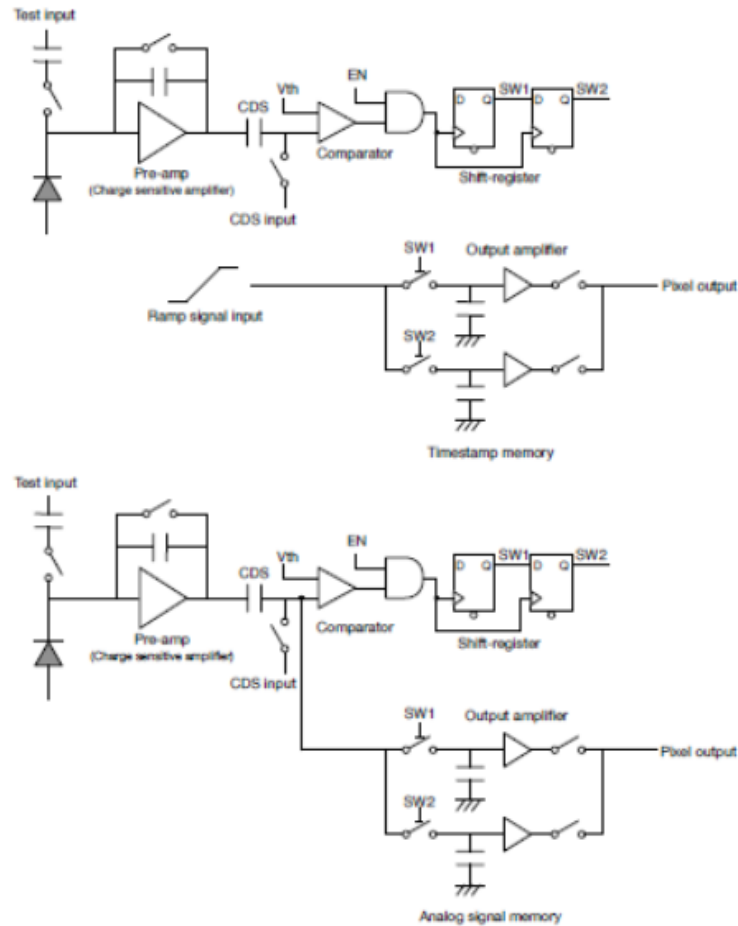 Test input
EN
Vth
CDS
D Q SW1 D Q SW2
Comparator
Pre-amp
(Charge sensitive amplifier)
Shift-register
CDS input
SW1 Output amplifier
Ramp signal input
Pixel output
SW2
Timestamp memory
Test input
EN
Vth
CDS
D Q SW1 D Q SW2
Comparator
Pre-amp
(Charge sensitive amplifier)
Shift-register
CDS input
SW1 Output amplifier
Pixel output
SW2
Analog signal memory